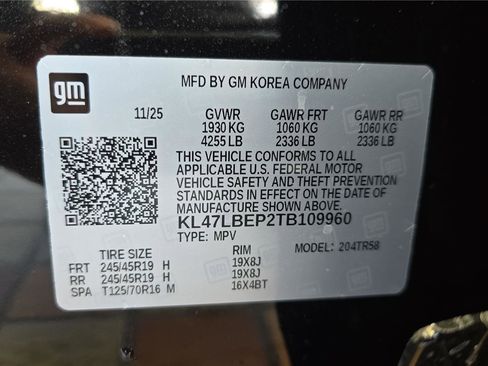 gm
MFD BY GM KOREA COMPANY
11/25 GVWR GAWR FRT GAWR RR
1930 KG 1060 KG 1060 KG
4255 LB 2336 LB 2336 LB
THIS VEHICLE CONFORMS TO ALL
APPLICABLE U.S. FEDERAL MOTOR
VEHICLE SAFETY AND THEFT PREVENTION
STANDARDS IN EFFECT ON THE DATE OF
MANUFACTURE SHOWN ABOVE.
KL47LBEP2TB109960
TYPE: MPV MODEL: 204TR58
TIRE SIZE RIM
FRT 245/45R19 H 19X8J
RR 245/45R19 H 19X8J
SPA T125/70R16 M 16X4BT